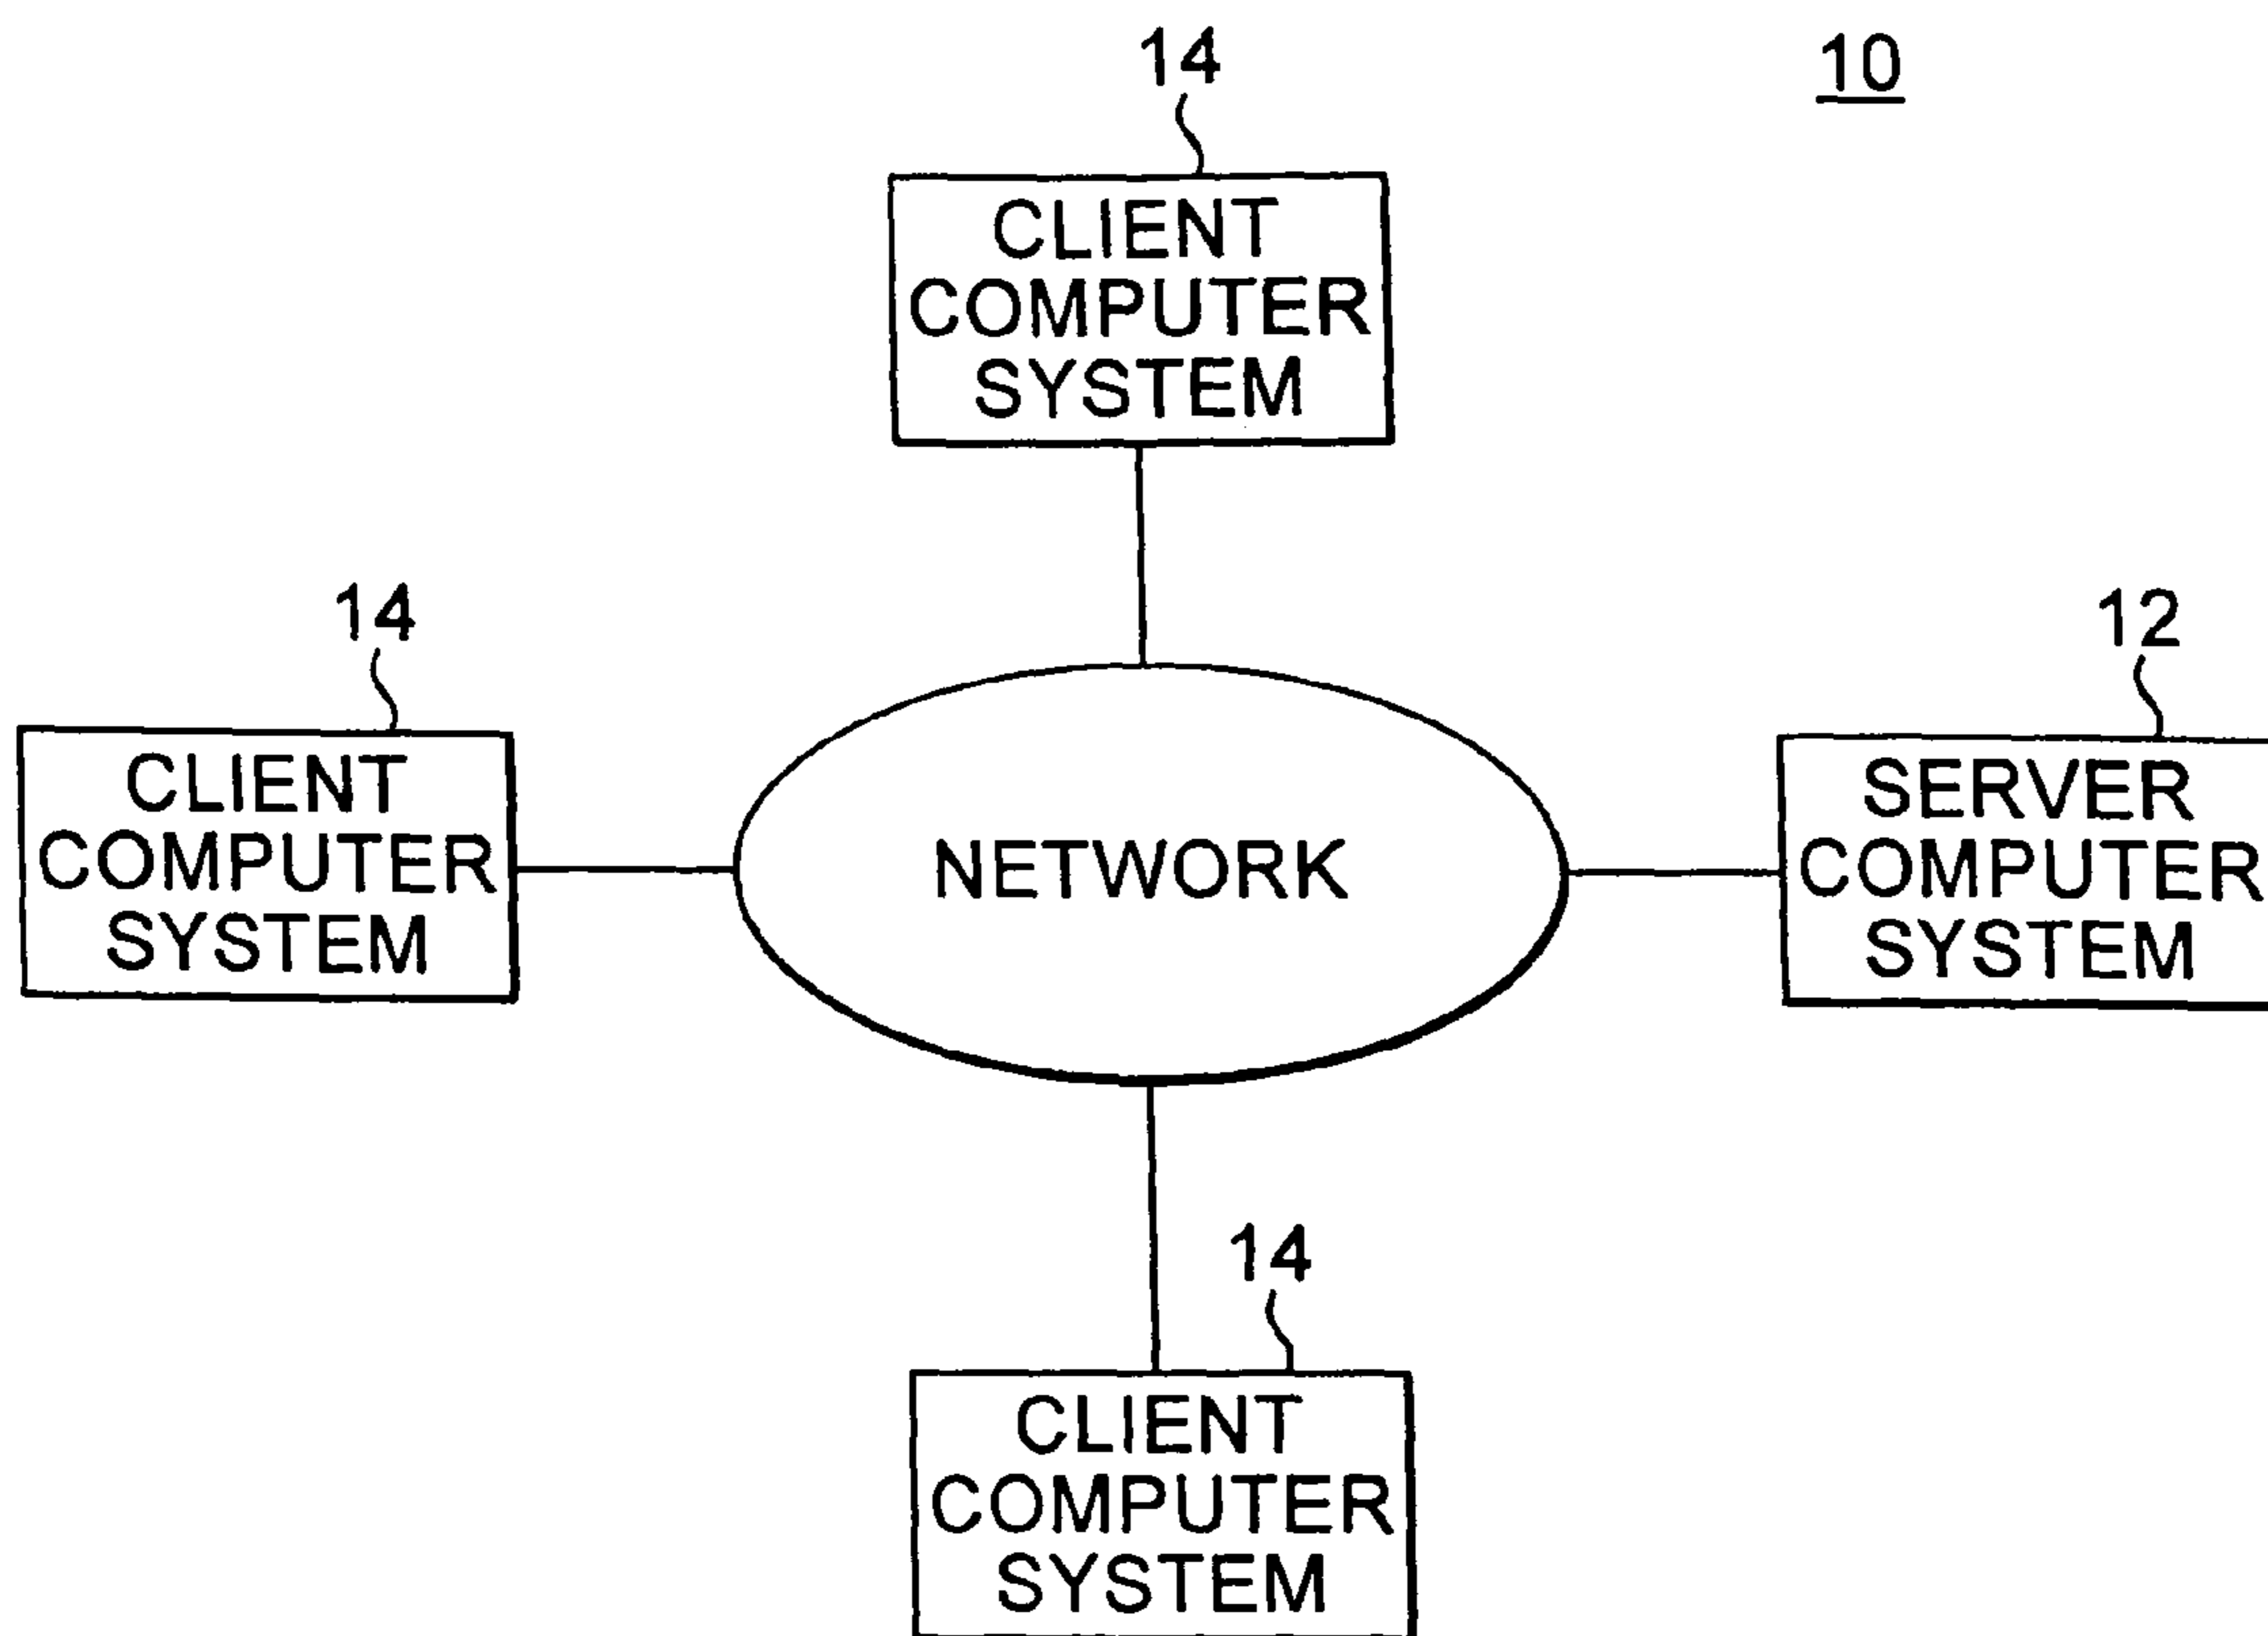 14
10
CLIENT
COMPUTER
SYSTEM
14
CLIENT
COMPUTER
SYSTEM
NETWORK
12
SERVER
COMPUTER
SYSTEM
14
CLIENT
COMPUTER
SYSTEM